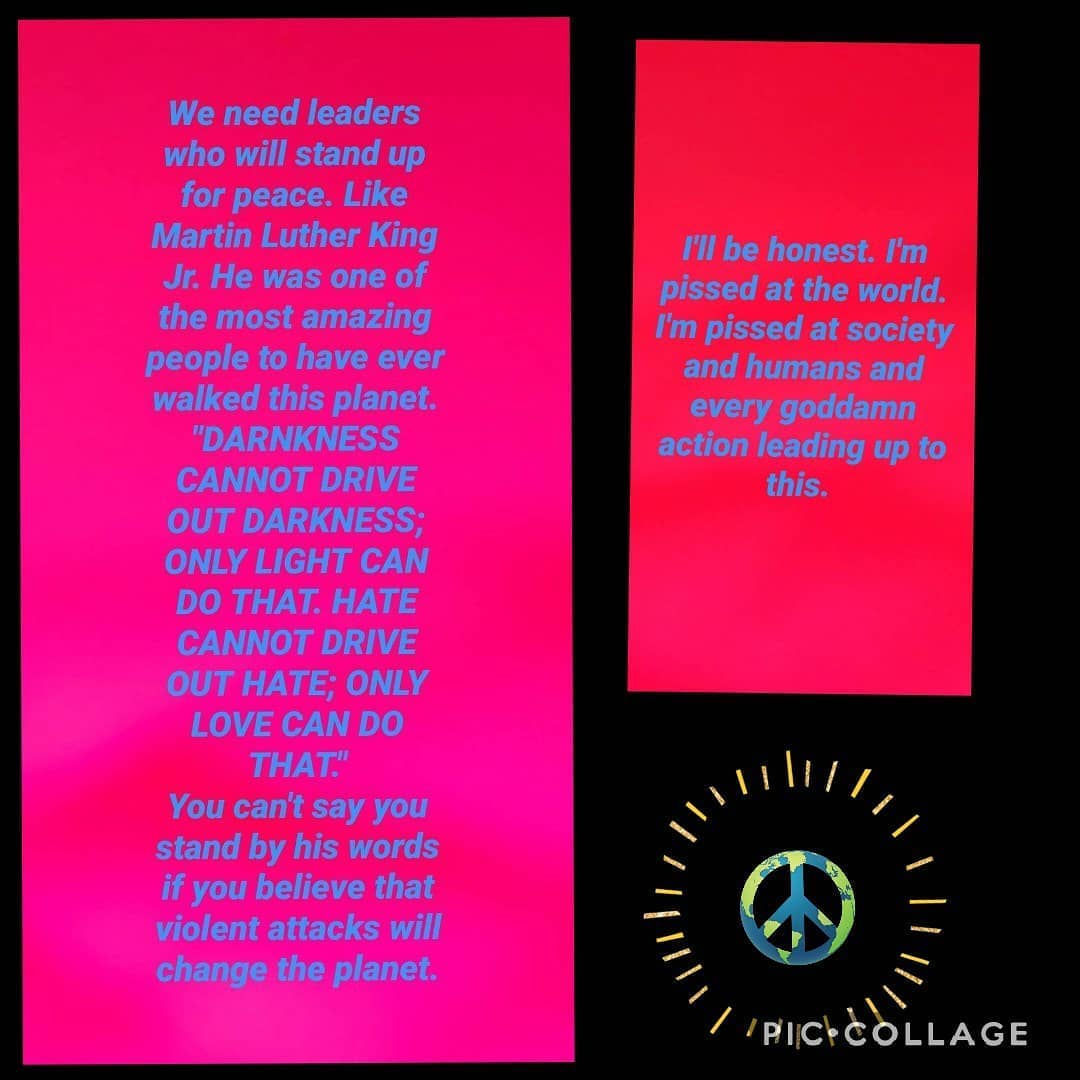 We need leaders
who will stand up
for peace. Like
Martin Luther King
Jr. He was one of
the most amazing
people to have ever
walked this planet.
"DARNKNESS
CANNOT DRIVE
OUT DARKNESS;
ONLY LIGHT CAN
DO THAT. HATE
CANNOT DRIVE
OUT HATE; ONLY
LOVE CAN DO
THAT."
You can't say you
stand by his words
if you believe that
violent attacks will
change the planet.
I'll be honest. I'm
pissed at the world.
I'm pissed at society
and humans and
every goddamn
action leading up to
this.
PIC•COLLAGE